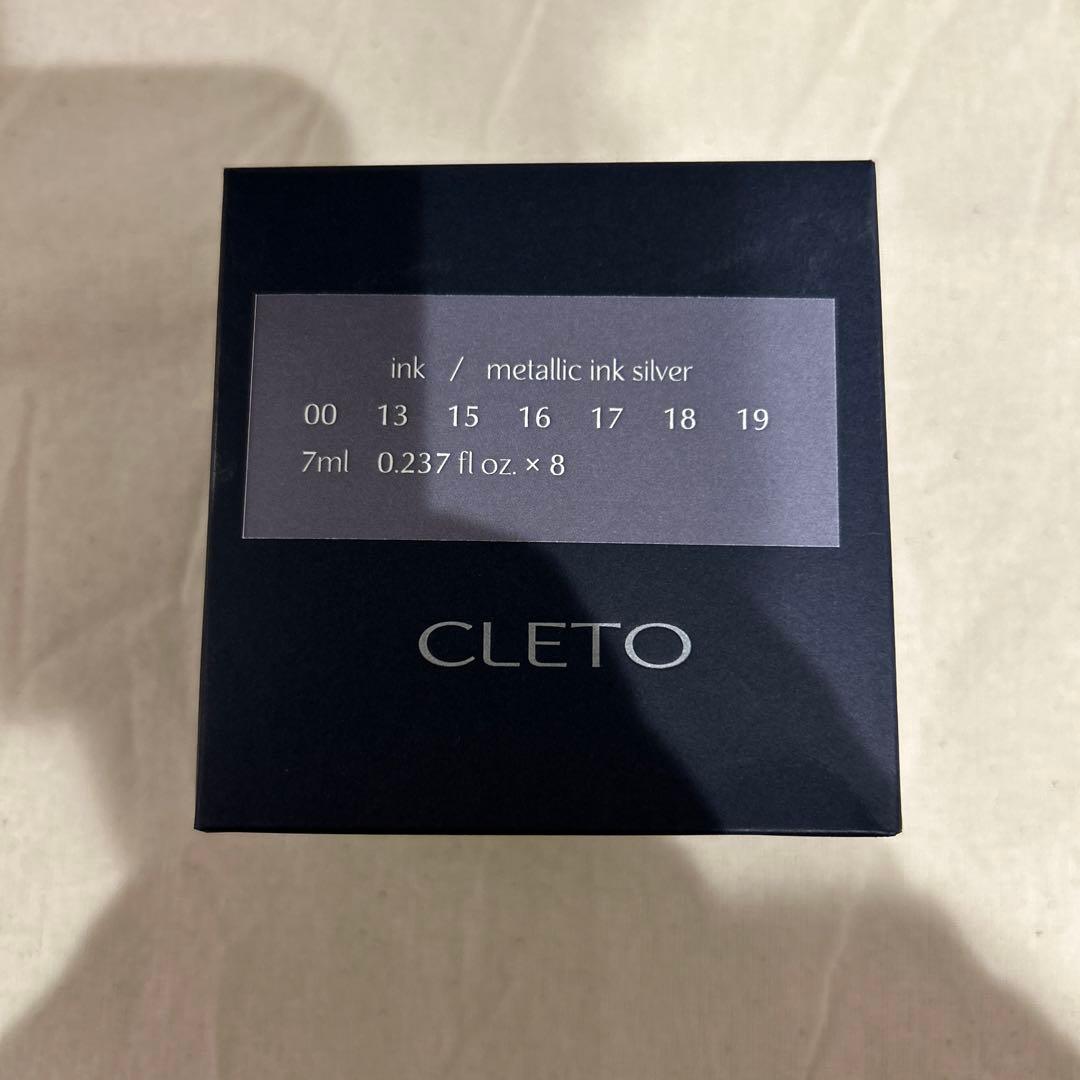 ink / metallic ink silver
00 13 15 16 17 18 19
7ml 0.237 fl oz. × 8
CLETO